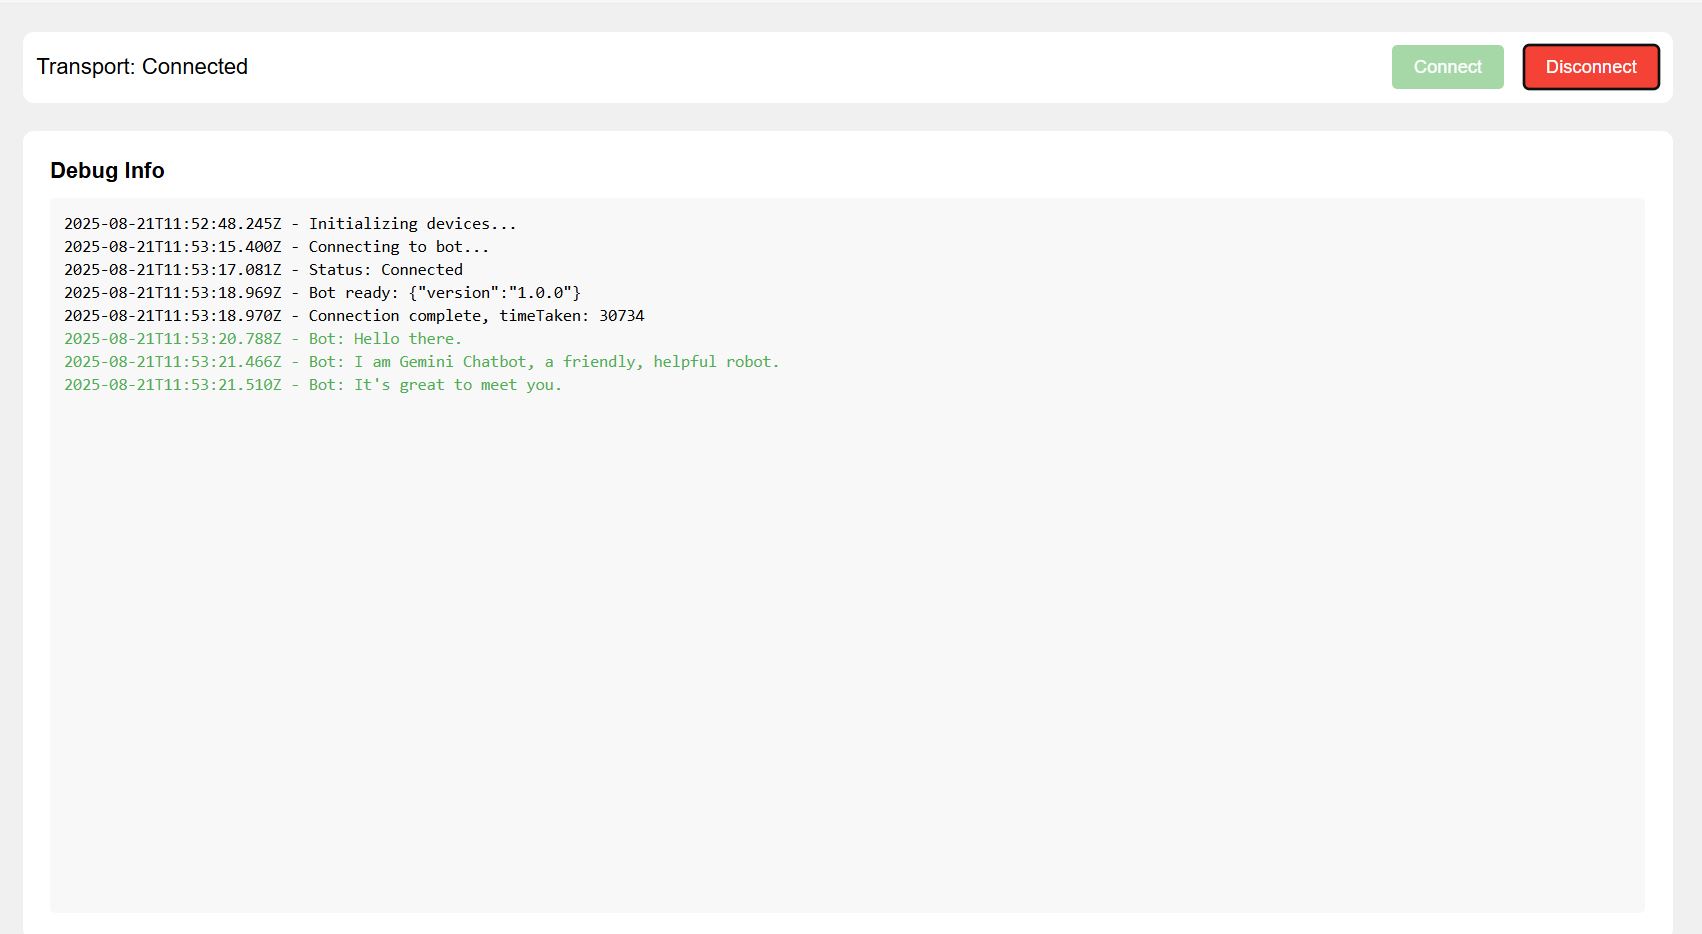 Transport: Connected
Connect
Disconnect
Debug Info
2025-08-21T11:52:48.245Z - Initializing devices...
2025-08-21T11:53:15.400Z - Connecting to bot...
2025-08-21T11:53:17.081Z - Status: Connected
2025-08-21T11:53:18.969Z - Bot ready: {"version":"1.0.0"}
2025-08-21T11:53:18.970Z - Connection complete, timeTaken: 30734
2025-08-21T11:53:20.788Z - Bot: Hello there.
2025-08-21T11:53:21.466Z - Bot: I am Gemini Chatbot, a friendly, helpful robot.
2025-08-21T11:53:21.510Z - Bot: It's great to meet you.